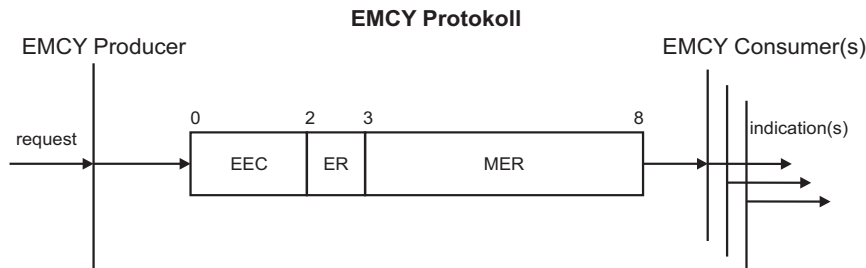 EMCY Protokoll
EMCY Producer
EMCY Consumer(s)
0
2
3
8
request
indication(s)
EEC
ER
MER